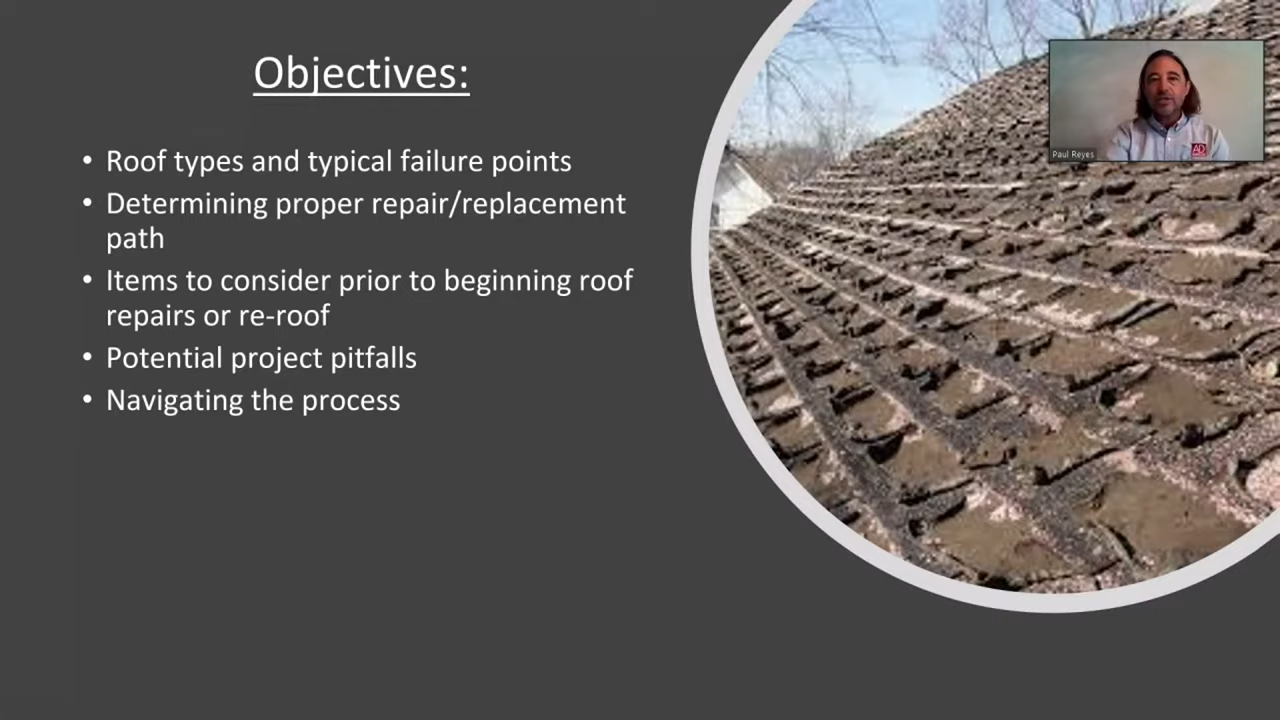 Objectives:
• Roof types and typical failure points
• Determining proper repair/replacement
path
• Items to consider prior to beginning roof
repairs or re-roof
• Potential project pitfalls
• Navigating the process
AD
Paul Reyes